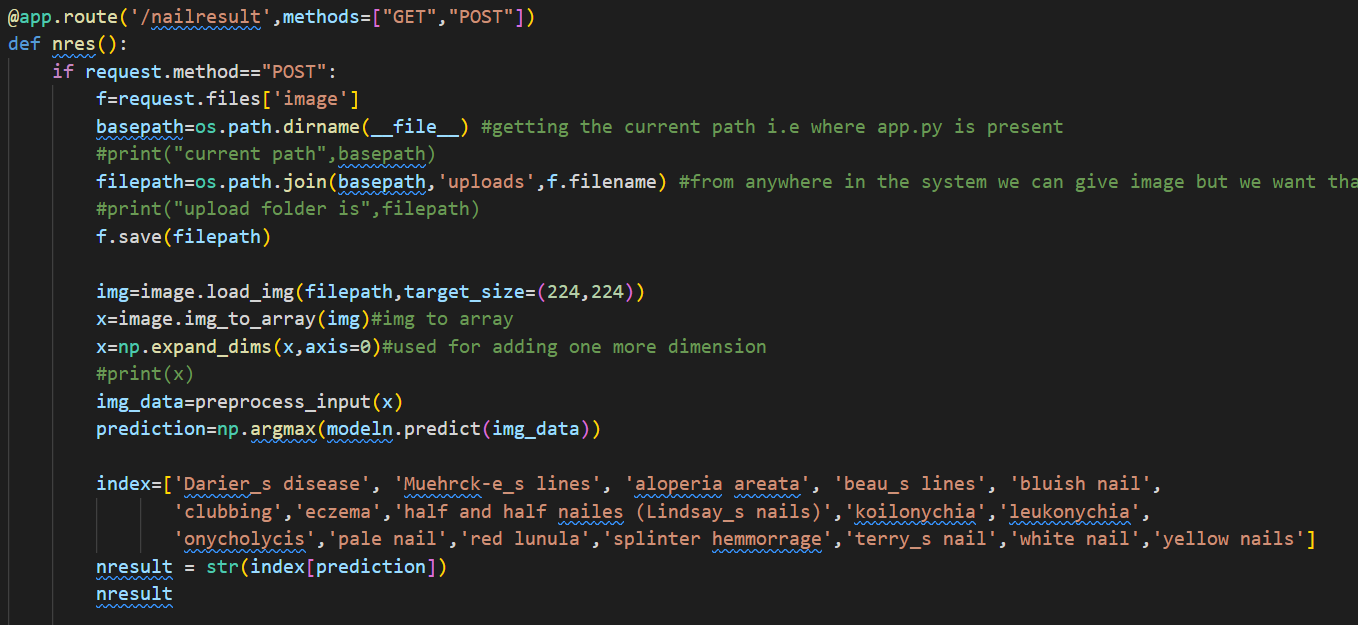 @app.route('/nailresult',methods=["GET","POST"])
def nres():
    if request.method=="POST":
        f=request.files['image']
        basepath=os.path.dirname(__file__) #getting the current path i.e where app.py is present
        #print("current path",basepath)
        filepath=os.path.join(basepath,'uploads',f.filename) #from anywhere in the system we can give image but we want tha
        #print("upload folder is",filepath)
        f.save(filepath)

        img=image.load_img(filepath,target_size=(224,224))
        x=image.img_to_array(img)#img to array
        x=np.expand_dims(x,axis=0)#used for adding one more dimension
        #print(x)
        img_data=preprocess_input(x)
        prediction=np.argmax(modeln.predict(img_data))

        index=['Darier_s disease', 'Muehrck-e_s lines', 'aloperia areata', 'beau_s lines', 'bluish nail',
               'clubbing','eczema','half and half nailes (Lindsay_s nails)','koilonychia','leukonychia',
               'onycholycis','pale nail','red lunula','splinter hemmorrage','terry_s nail','white nail','yellow nails']
        nresult = str(index[prediction])
        nresult